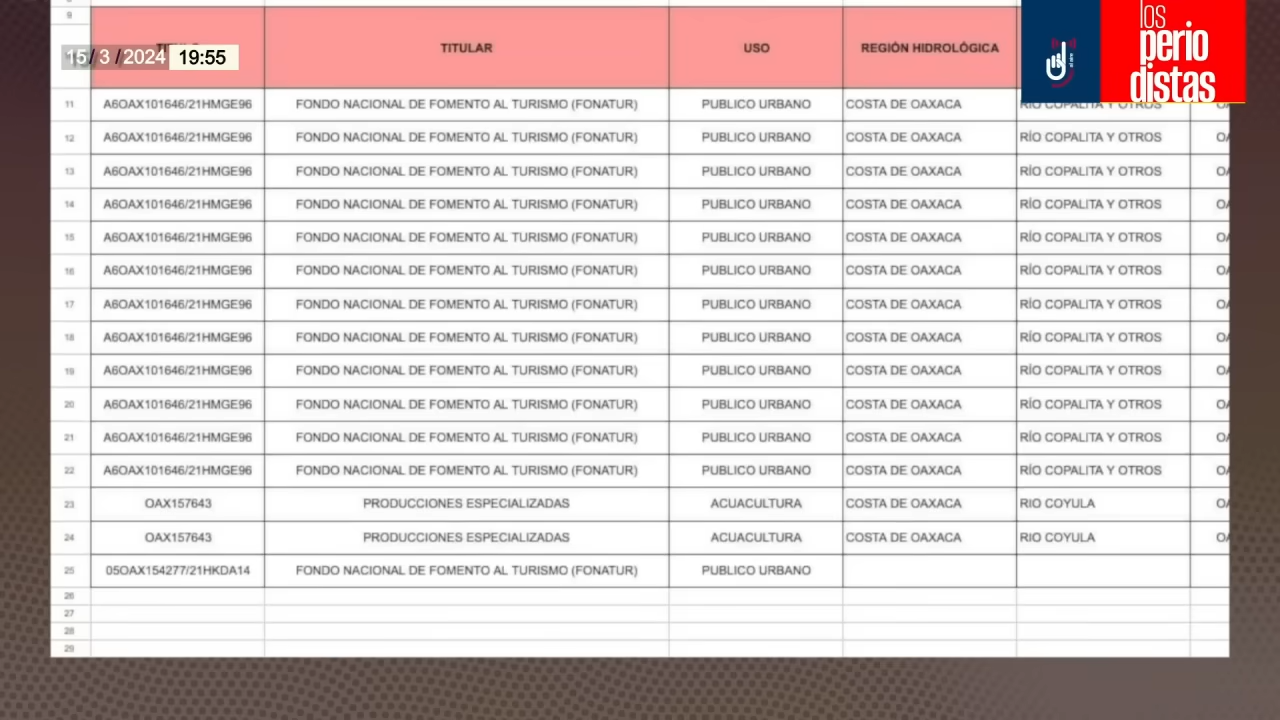 9
TITULAR USO REGIÓN HIDROLÓGICA
15/ 3 /2024 19:55
los
perio
distas
11 A6OAX101646/21HMGE96 FONDO NACIONAL DE FOMENTO AL TURISMO (FONATUR) PUBLICO URBANO COSTA DE OAXACA RÍO COPALITA Y OTROS
12 A6OAX101646/21HMGE96 FONDO NACIONAL DE FOMENTO AL TURISMO (FONATUR) PUBLICO URBANO COSTA DE OAXACA RÍO COPALITA Y OTROS
13 A6OAX101646/21HMGE96 FONDO NACIONAL DE FOMENTO AL TURISMO (FONATUR) PUBLICO URBANO COSTA DE OAXACA RÍO COPALITA Y OTROS
14 A6OAX101646/21HMGE96 FONDO NACIONAL DE FOMENTO AL TURISMO (FONATUR) PUBLICO URBANO COSTA DE OAXACA RÍO COPALITA Y OTROS
15 A6OAX101646/21HMGE96 FONDO NACIONAL DE FOMENTO AL TURISMO (FONATUR) PUBLICO URBANO COSTA DE OAXACA RÍO COPALITA Y OTROS
16 A6OAX101646/21HMGE96 FONDO NACIONAL DE FOMENTO AL TURISMO (FONATUR) PUBLICO URBANO COSTA DE OAXACA RÍO COPALITA Y OTROS
17 A6OAX101646/21HMGE96 FONDO NACIONAL DE FOMENTO AL TURISMO (FONATUR) PUBLICO URBANO COSTA DE OAXACA RÍO COPALITA Y OTROS
18 A6OAX101646/21HMGE96 FONDO NACIONAL DE FOMENTO AL TURISMO (FONATUR) PUBLICO URBANO COSTA DE OAXACA RÍO COPALITA Y OTROS
19 A6OAX101646/21HMGE96 FONDO NACIONAL DE FOMENTO AL TURISMO (FONATUR) PUBLICO URBANO COSTA DE OAXACA RÍO COPALITA Y OTROS
20 A6OAX101646/21HMGE96 FONDO NACIONAL DE FOMENTO AL TURISMO (FONATUR) PUBLICO URBANO COSTA DE OAXACA RÍO COPALITA Y OTROS
21 A6OAX101646/21HMGE96 FONDO NACIONAL DE FOMENTO AL TURISMO (FONATUR) PUBLICO URBANO COSTA DE OAXACA RÍO COPALITA Y OTROS
22 A6OAX101646/21HMGE96 FONDO NACIONAL DE FOMENTO AL TURISMO (FONATUR) PUBLICO URBANO COSTA DE OAXACA RÍO COPALITA Y OTROS
23 OAX157643 PRODUCCIONES ESPECIALIZADAS ACUACULTURA COSTA DE OAXACA RIO COYULA
24 OAX157643 PRODUCCIONES ESPECIALIZADAS ACUACULTURA COSTA DE OAXACA RIO COYULA
25 05OAX154277/21HKDA14 FONDO NACIONAL DE FOMENTO AL TURISMO (FONATUR) PUBLICO URBANO
26
27
28
29